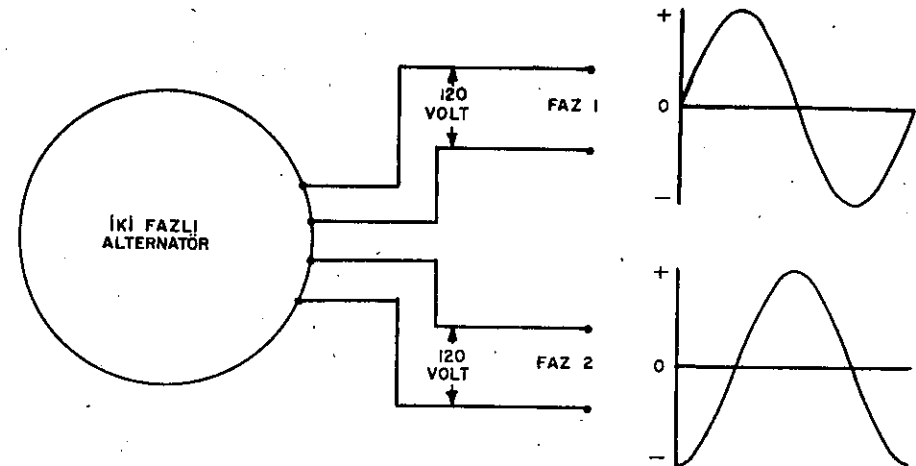 İKİ FAZLI
ALTERNATÖR
120
VOLT
FAZ 1
+
0
−
120
VOLT
FAZ 2
+
0
−